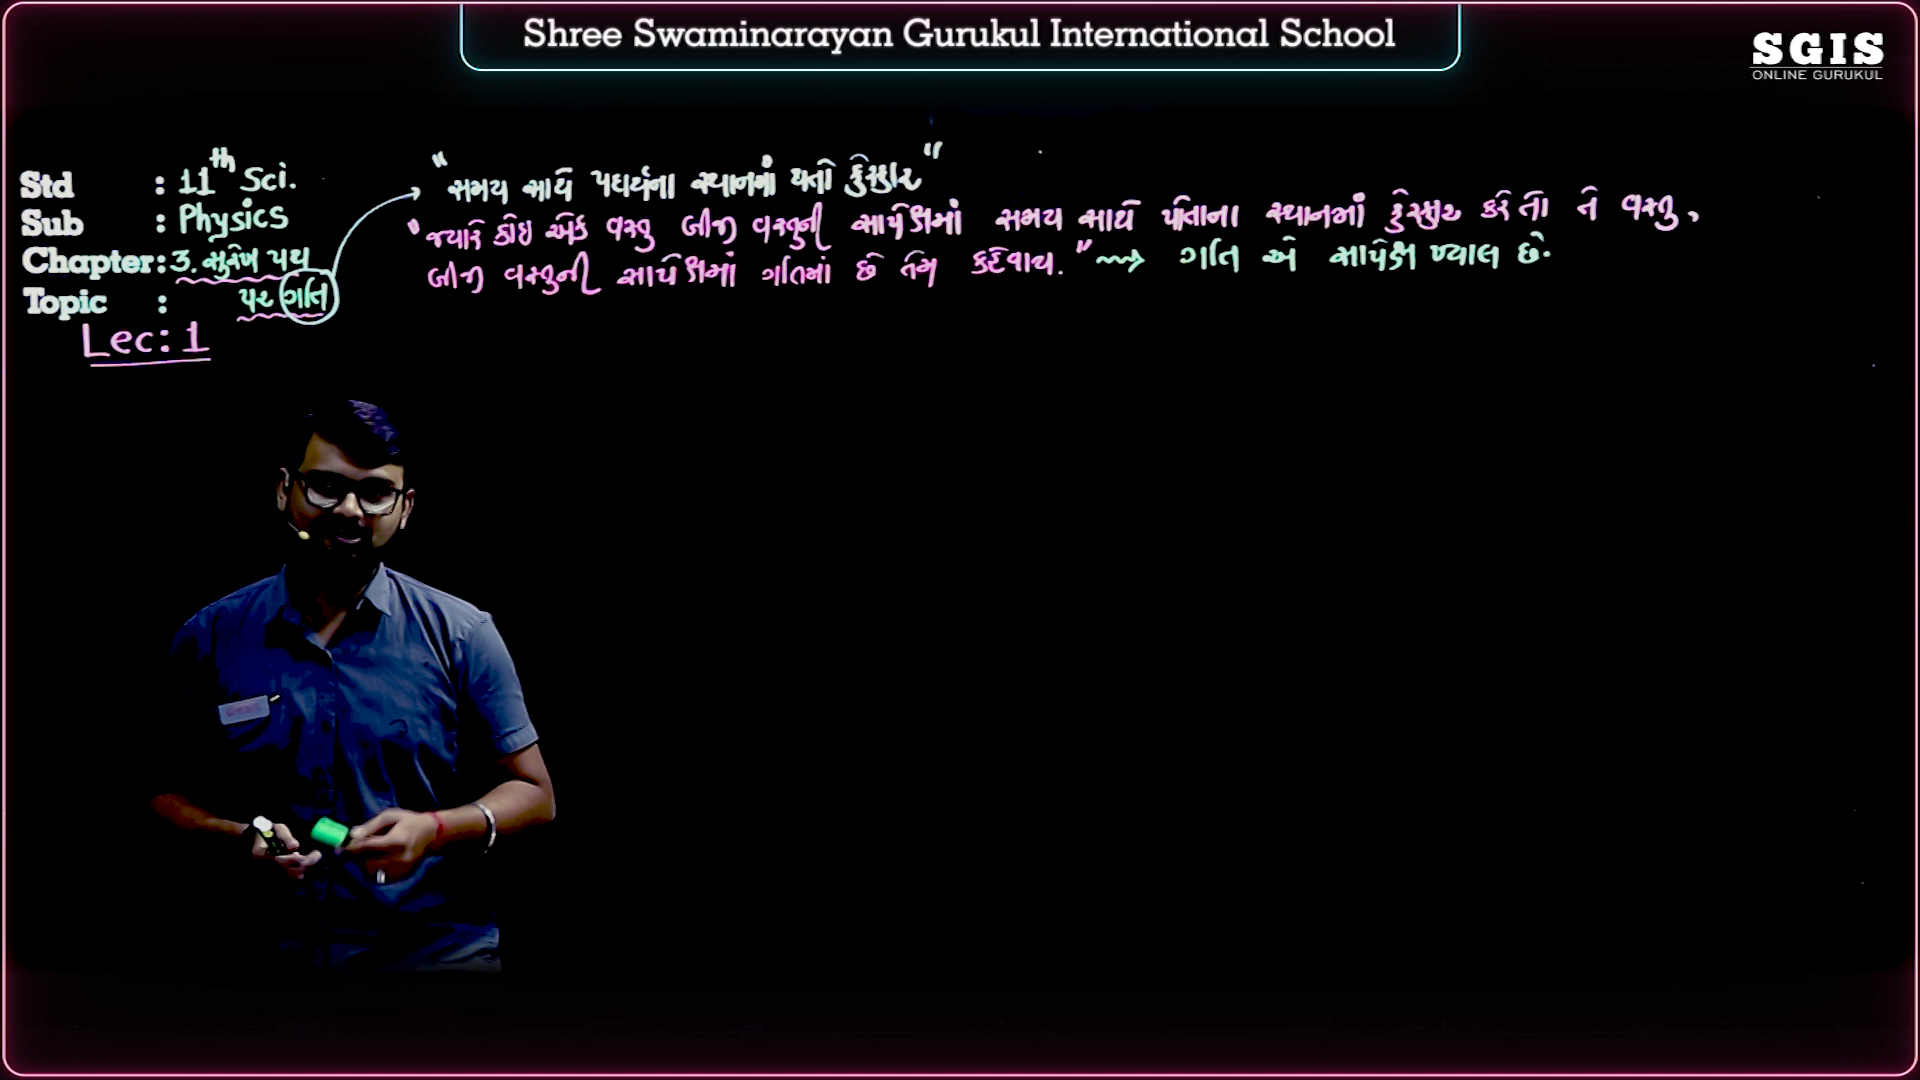 Shree Swaminarayan Gurukul International School
SGIS
ONLINE GURUKUL
Std : 11th Sci.
Sub : Physics
Chapter: 3. સુરેખ પથ
Topic : પર ગતિ
Lec: 1
"સમય સાથે પદાર્થના સ્થાનમાં થતો ફેરફાર"
"જ્યારે કોઇ એક વસ્તુ બીજી વસ્તુની સાપેક્ષમાં સમય સાથે પોતાના સ્થાનમાં ફેરફાર કરે તો તે વસ્તુ,
બીજી વસ્તુની સાપેક્ષમાં ગતિમાં છે તેમ કહેવાય." ⇝ ગતિ એ સાપેક્ષ ખ્યાલ છે.